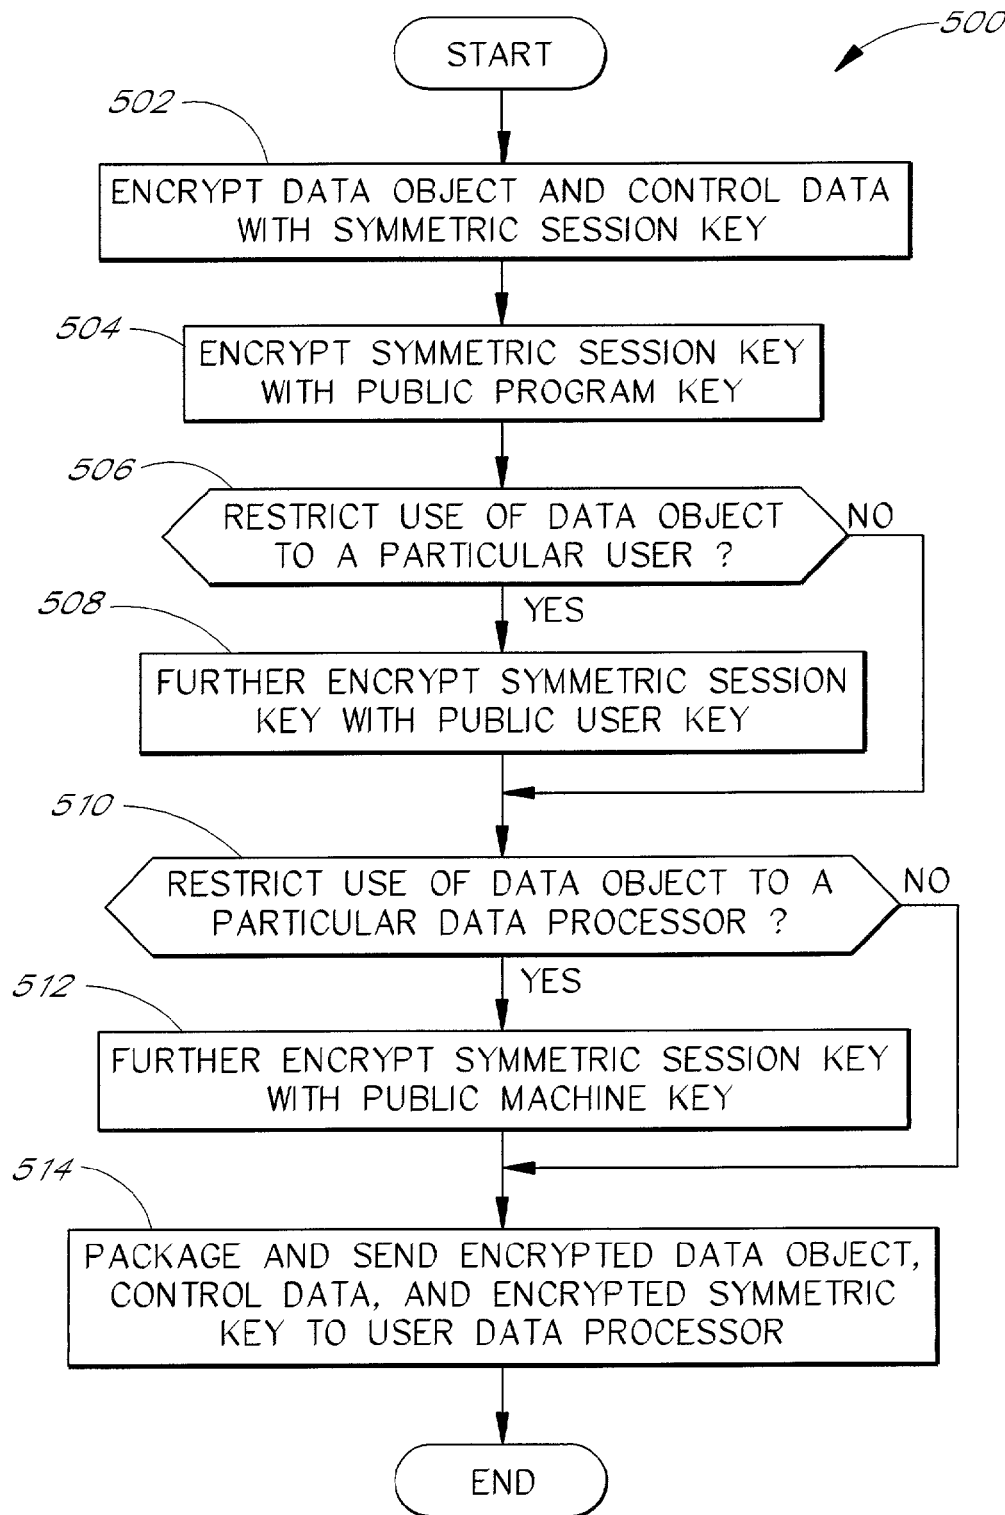 500
START
502
ENCRYPT DATA OBJECT AND CONTROL DATA
WITH SYMMETRIC SESSION KEY
504
ENCRYPT SYMMETRIC SESSION KEY
WITH PUBLIC PROGRAM KEY
506
RESTRICT USE OF DATA OBJECT
TO A PARTICULAR USER ?
NO
YES
508
FURTHER ENCRYPT SYMMETRIC SESSION
KEY WITH PUBLIC USER KEY
510
RESTRICT USE OF DATA OBJECT TO A
PARTICULAR DATA PROCESSOR ?
NO
YES
512
FURTHER ENCRYPT SYMMETRIC SESSION KEY
WITH PUBLIC MACHINE KEY
514
PACKAGE AND SEND ENCRYPTED DATA OBJECT,
CONTROL DATA, AND ENCRYPTED SYMMETRIC
KEY TO USER DATA PROCESSOR
END